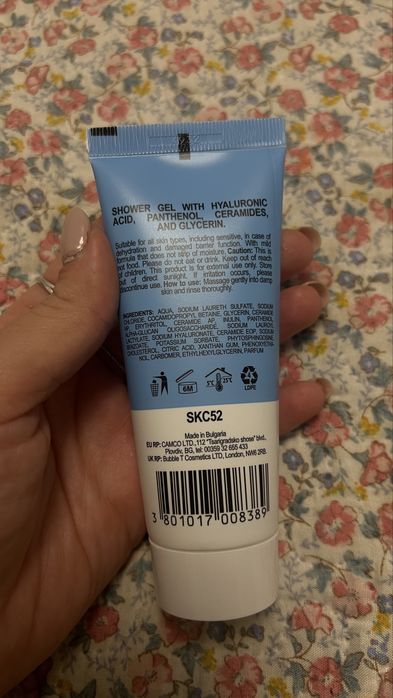 SHOWER GEL WITH HYALURONIC
ACID, PANTHENOL, CERAMIDES,
AND GLYCERIN.
Suitable for all skin types, including sensitive, in case of
dehydration and damaged barrier function. With mild
formula that does not strip of moisture. Caution: This is
not food. Please do not eat or drink. Keep out of reach
of children. This product is for external use only. Store
out of direct sunlight. If irritation occurs, please
discontinue use. How to use: Massage gently into damp
skin and rinse thoroughly.
INGREDIENTS: AQUA, SODIUM LAURETH SULFATE, SODIUM
CHLORIDE, COCAMIDOPROPYL BETAINE, GLYCERIN, CERAMIDE
NP, ERYTHRITOL, CERAMIDE AP, INULIN, PANTHENOL,
ALPHA-GLUCAN OLIGOSACCHARIDE, SODIUM LAUROYL
LACTYLATE, SODIUM HYALURONATE, CERAMIDE EOP, SODIUM
BENZOATE, POTASSIUM SORBATE, PHYTOSPHINGOSINE,
CHOLESTEROL, CITRIC ACID, XANTHAN GUM, PHENOXYETHA-
NOL, CARBOMER, ETHYLHEXYLGLYCERIN, PARFUM
6M
5°C 25°C
LDPE
SKC52
Made in Bulgaria
EU RP: CAMCO LTD.,112 "Tsarigradsko shose" blvd.,
Plovdiv, BG, tel: 00359 32 655 433
UK RP: Bubble T Cosmetics LTD, London, NW6 2RB.
3 801017 008389